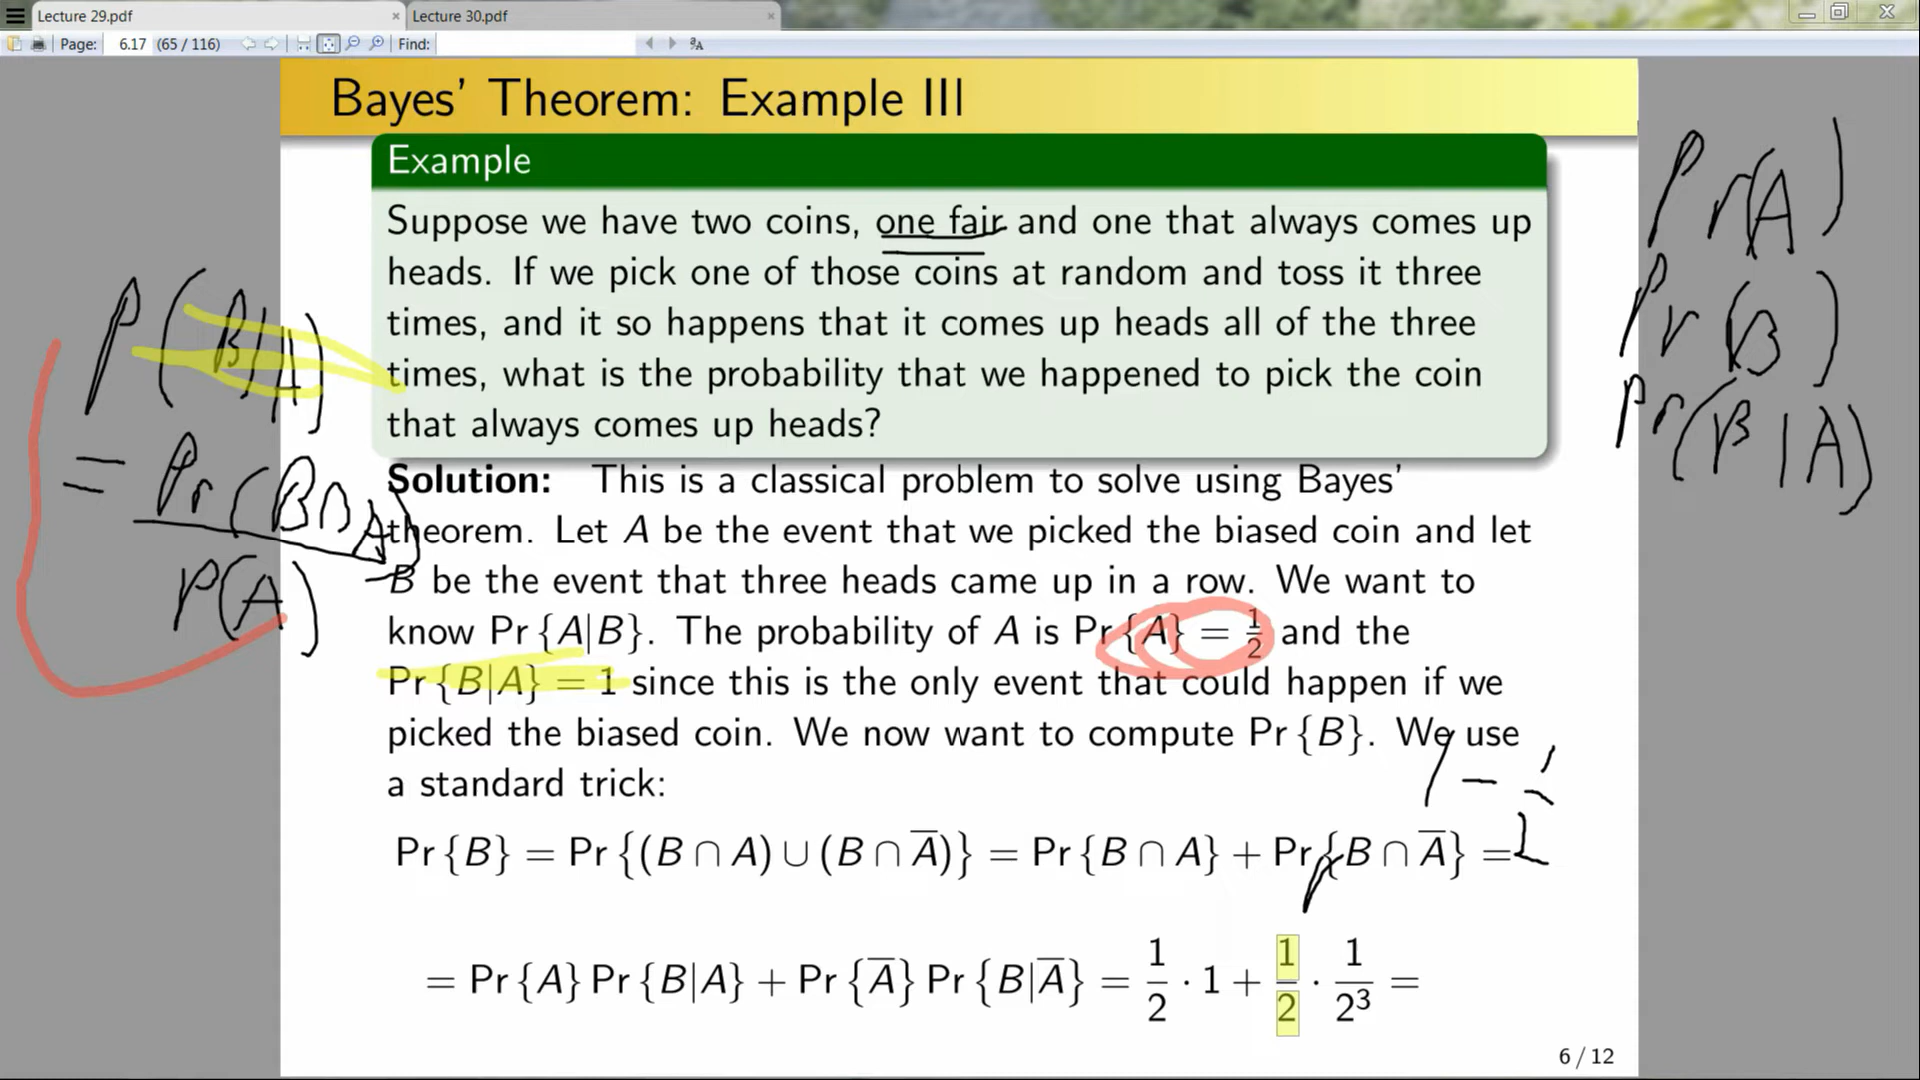 Lecture 29.pdf
Lecture 30.pdf
Page: 6.17 (65 / 116) Find:
Bayes' Theorem: Example III
Example
Suppose we have two coins, one fair and one that always comes up
heads. If we pick one of those coins at random and toss it three
times, and it so happens that it comes up heads all of the three
times, what is the probability that we happened to pick the coin
that always comes up heads?
P(B|A)
= Pr(B∩A)
P(A)
Pr(A)
Pr(B)
Pr(B|A)
Solution: This is a classical problem to solve using Bayes'
theorem. Let A be the event that we picked the biased coin and let
B be the event that three heads came up in a row. We want to
know Pr {A|B}. The probability of A is Pr {A} = 1/2 and the
Pr {B|A} = 1 since this is the only event that could happen if we
picked the biased coin. We now want to compute Pr {B}. We use
a standard trick:
Pr {B} = Pr {(B ∩ A) ∪ (B ∩ A̅)} = Pr {B ∩ A} + Pr {B ∩ A̅} =
= Pr {A} Pr {B|A} + Pr {A̅} Pr {B|A̅} = 1/2 · 1 + 1/2 · 1/2³ =
6 / 12